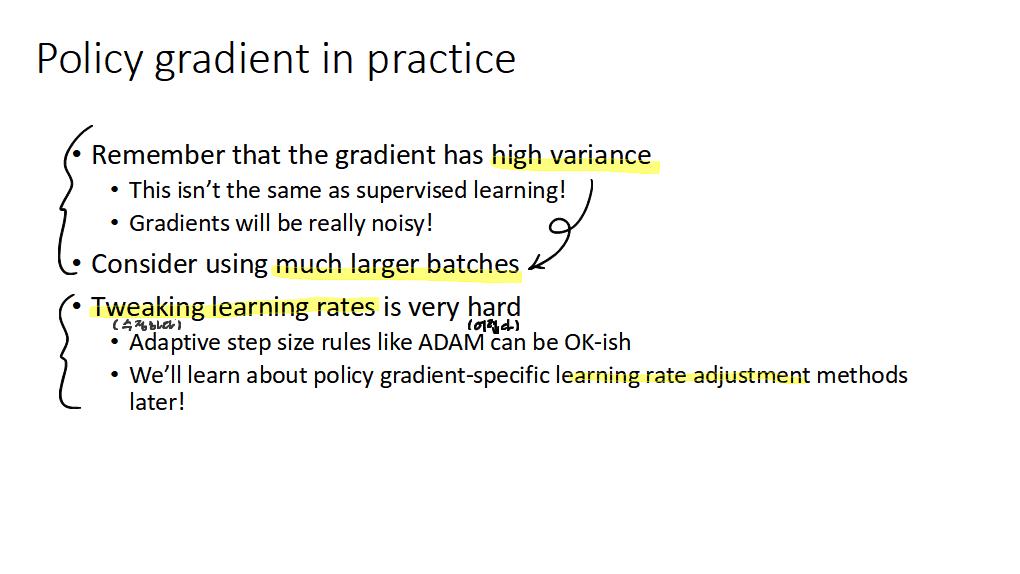 Policy gradient in practice
• Remember that the gradient has high variance
• This isn't the same as supervised learning!
• Gradients will be really noisy!
• Consider using much larger batches
• Tweaking learning rates is very hard
(수정하다) (어렵다)
• Adaptive step size rules like ADAM can be OK-ish
• We'll learn about policy gradient-specific learning rate adjustment methods
later!